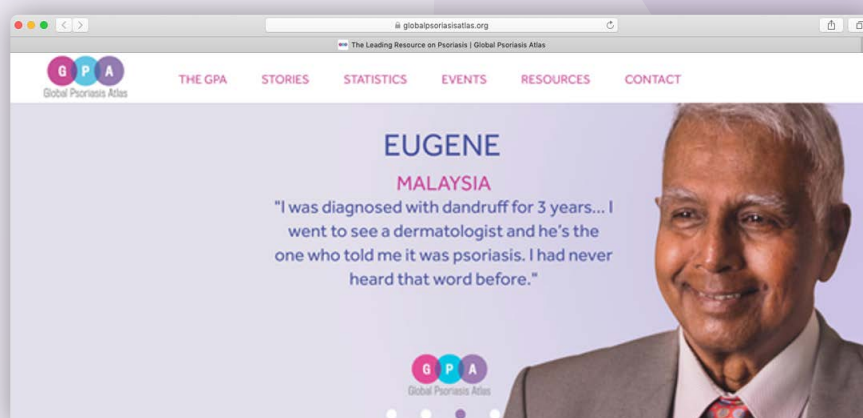 globalpsoriasisatlas.org
The Leading Resource on Psoriasis | Global Psoriasis Atlas
G P A
Global Psoriasis Atlas
THE GPA STORIES STATISTICS EVENTS RESOURCES CONTACT
EUGENE
MALAYSIA
"I was diagnosed with dandruff for 3 years... I
went to see a dermatologist and he's the
one who told me it was psoriasis. I had never
heard that word before."
G P A
Global Psoriasis Atlas